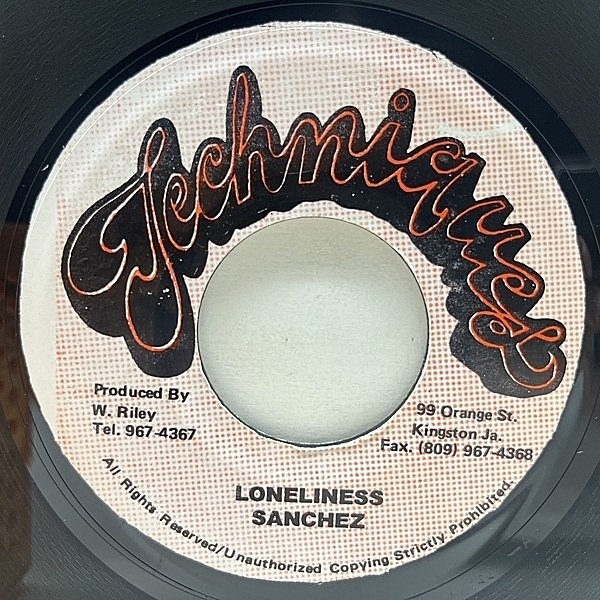 Techniques
Produced By
W. Riley
Tel. 967-4367
99 Orange St.
Kingston Ja.
Fax. (809) 967-4368
LONELINESS
SANCHEZ
All Rights Reserved/Unauthorized Copying Strictly Prohibited.